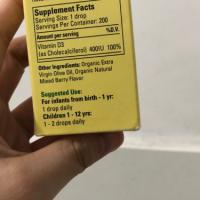 Supplement Facts
Serving Size: 1 drop
Servings Per Container: 200
Amount per serving %D.V.
Vitamin D3
(as Cholecalciferol) 400IU 100%
Other Ingredients: Organic Extra
Virgin Olive Oil, Organic Natural
Mixed Berry Flavor
Suggested Use:
For infants from birth - 1 yr:
1 drop daily
Children 1 - 12 yrs:
1 - 2 drops daily